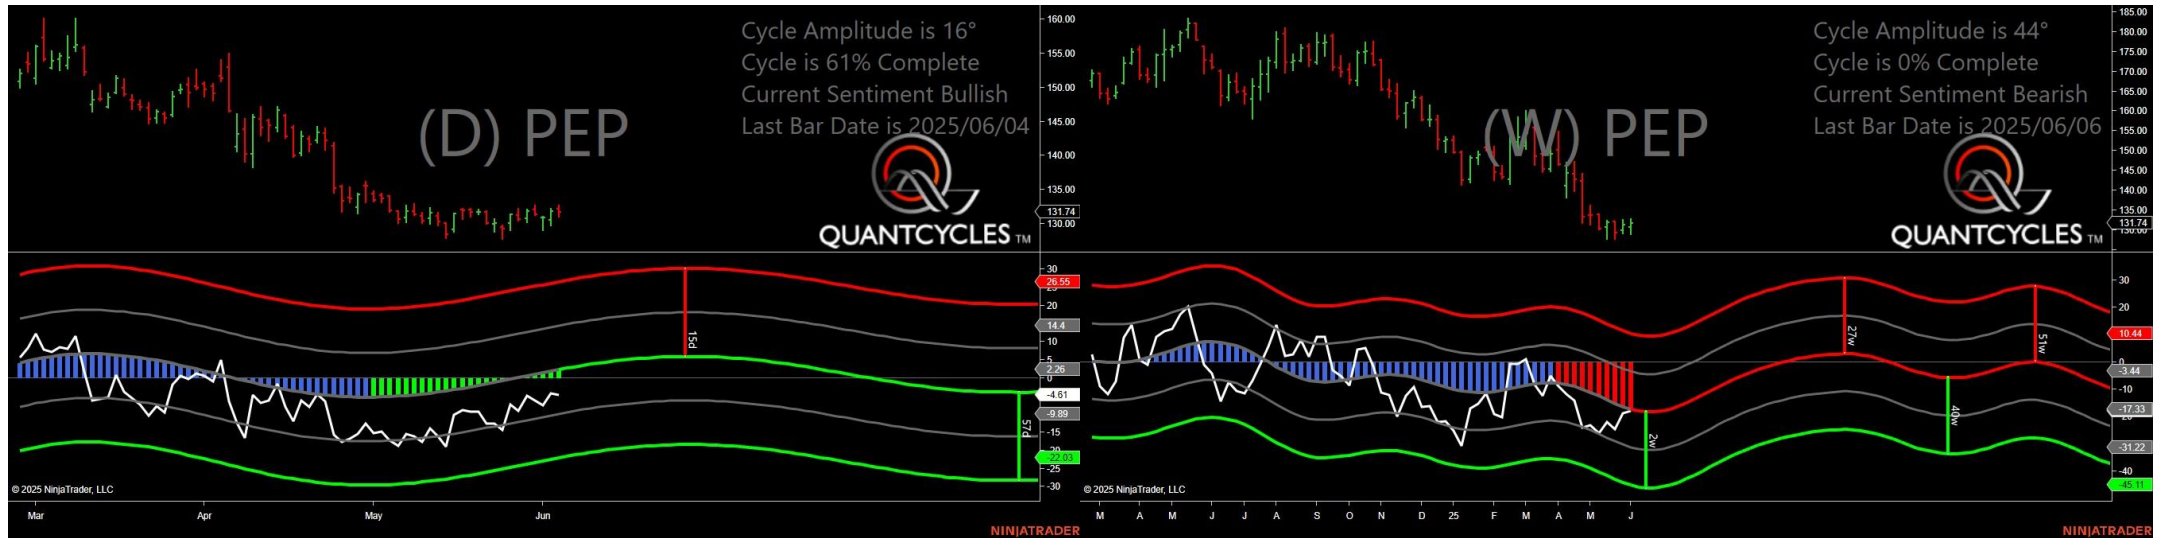 Cycle Amplitude is 16°
Cycle is 61% Complete
Current Sentiment Bullish
Last Bar Date is 2025/06/04
(D) PEP
QUANTCYCLES TM
160.00
155.00
150.00
145.00
140.00
135.00
131.74
130.00
30
26.55
20
14.4
10
5
2.26
0
-4.61
-9.89
-15
-22.03
-25
-30
15d
57d
© 2025 NinjaTrader, LLC
Mar
Apr
May
Jun
NINJATRADER
Cycle Amplitude is 44°
Cycle is 0% Complete
Current Sentiment Bearish
Last Bar Date is 2025/06/06
(W) PEP
QUANTCYCLES TM
185.00
180.00
175.00
170.00
165.00
160.00
155.00
150.00
145.00
140.00
135.00
131.74
130.00
30
20
10.44
0
-3.44
-10
-17.33
-31.22
-40
-45.11
2w
27w
40w
51w
© 2025 NinjaTrader, LLC
M A M J J A S O N D 25 F M A M J
NINJATRADER